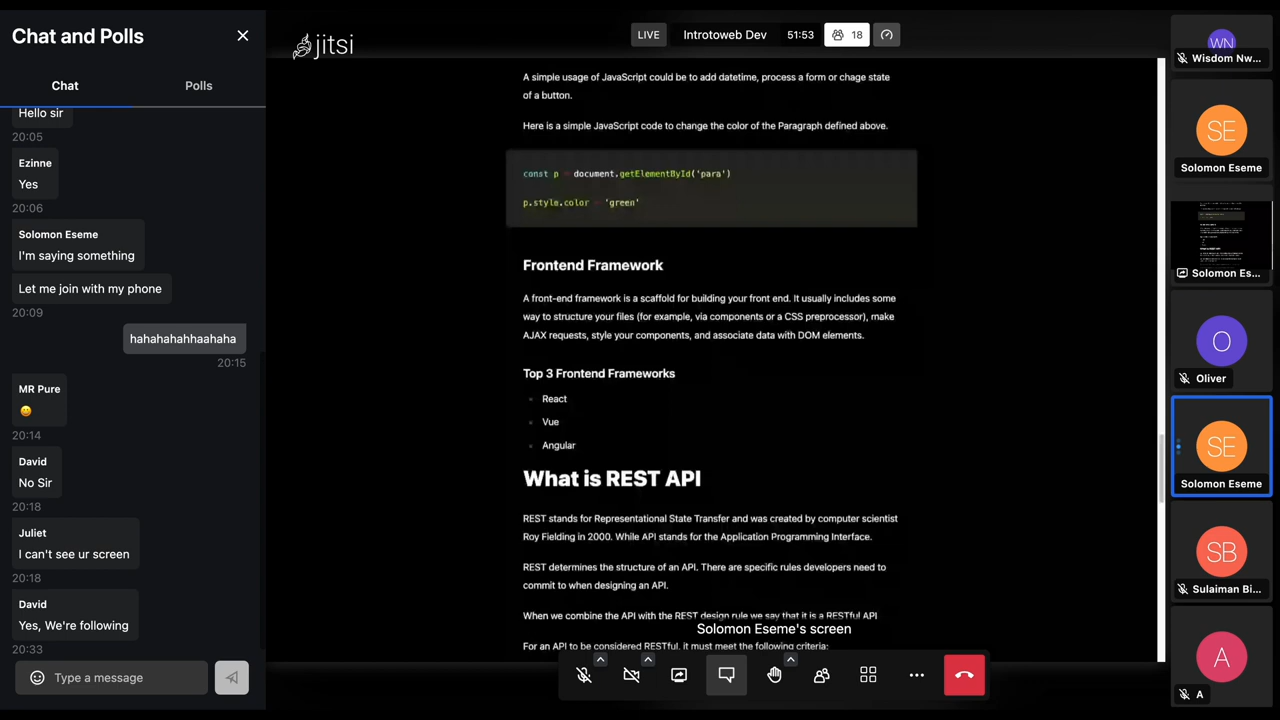 Chat and Polls
Chat
Polls
Hello sir
20:05
Ezinne
Yes
20:06
Solomon Eseme
I'm saying something
Let me join with my phone
20:09
hahahahahhaahaha
20:15
MR Pure
20:14
David
No Sir
20:18
Juliet
I can't see ur screen
20:18
David
Yes, We're following
20:33
Type a message
jitsi
LIVE
Introtoweb Dev
51:53
18
A simple usage of JavaScript could be to add datetime, process a form or chage state
of a button.
Here is a simple JavaScript code to change the color of the Paragraph defined above.
const p = document.getElementById('para')
p.style.color = 'green'
Frontend Framework
A front-end framework is a scaffold for building your front end. It usually includes some
way to structure your files (for example, via components or a CSS preprocessor), make
AJAX requests, style your components, and associate data with DOM elements.
Top 3 Frontend Frameworks
React
Vue
Angular
What is REST API
REST stands for Representational State Transfer and was created by computer scientist
Roy Fielding in 2000. While API stands for the Application Programming Interface.
REST determines the structure of an API. There are specific rules developers need to
commit to when designing an API.
When we combine the API with the REST design rule we say that it is a RESTful API
Solomon Eseme's screen
For an API to be considered RESTful, it must meet the following criteria:
WN
Wisdom Nw...
SE
Solomon Eseme
Solomon Es...
O
Oliver
SE
Solomon Eseme
SB
Sulaiman Bi...
A
A